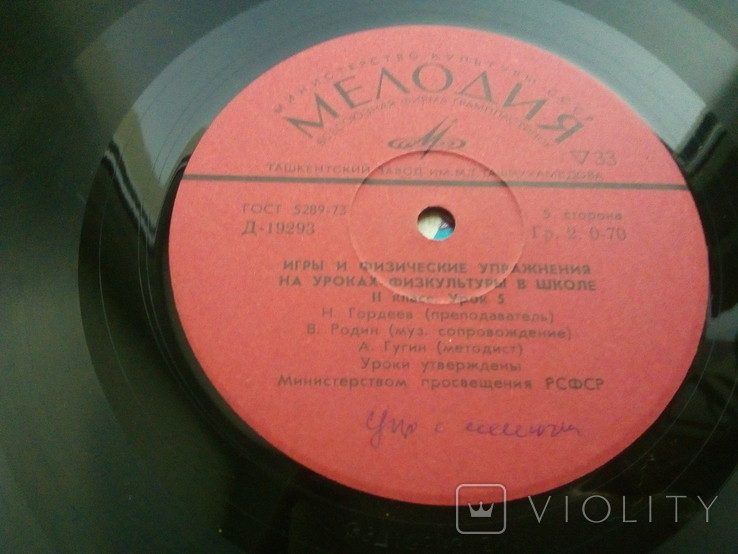 МИНИСТЕРСТВО КУЛЬТУРЫ СССР
МЕЛОДИЯ
ВСЕСОЮЗНАЯ ФИРМА ГРАМПЛАСТИНОК
33
ТАШКЕНТСКИЙ ЗАВОД ИМ. М.Т. ТАШМУХАМЕДОВА
ГОСТ 5289-73
5 сторона
Д-19293
Гр. 2. 0-70
ИГРЫ И ФИЗИЧЕСКИЕ УПРАЖНЕНИЯ
НА УРОКАХ ФИЗКУЛЬТУРЫ В ШКОЛЕ
II класс. Урок 5
Н. Гордеев (преподаватель)
В. Родин (муз. сопровождение)
А. Гугин (методист)
Уроки утверждены
Министерством просвещения РСФСР
VIOLITY